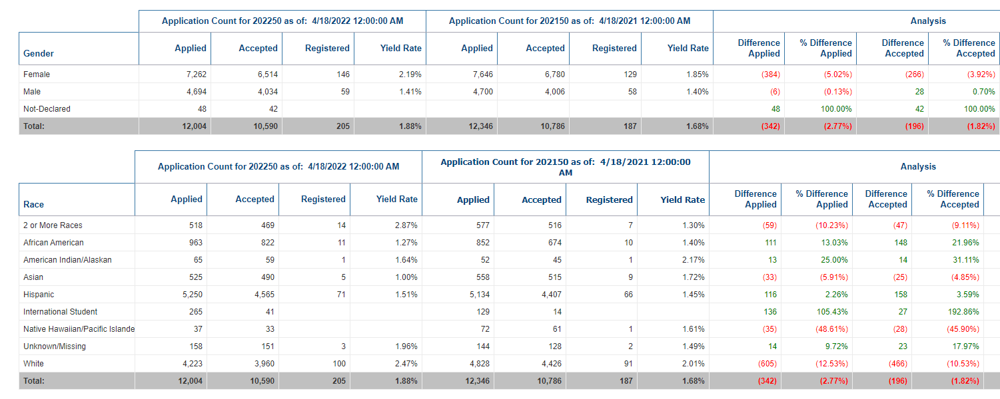 Application Count for 202250 as of: 4/18/2022 12:00:00 AM Application Count for 202150 as of: 4/18/2021 12:00:00 AM Analysis
Gender Applied Accepted Registered Yield Rate Applied Accepted Registered Yield Rate Difference Applied % Difference Applied Difference Accepted % Difference Accepted
Female 7,262 6,514 146 2.19% 7,646 6,780 129 1.85% (384) (5.02%) (266) (3.92%)
Male 4,694 4,034 59 1.41% 4,700 4,006 58 1.40% (6) (0.13%) 28 0.70%
Not-Declared 48 42 48 100.00% 42 100.00%
Total: 12,004 10,590 205 1.88% 12,346 10,786 187 1.68% (342) (2.77%) (196) (1.82%)
Application Count for 202250 as of: 4/18/2022 12:00:00 AM Application Count for 202150 as of: 4/18/2021 12:00:00 AM Analysis
Race Applied Accepted Registered Yield Rate Applied Accepted Registered Yield Rate Difference Applied % Difference Applied Difference Accepted % Difference Accepted
2 or More Races 518 469 14 2.87% 577 516 7 1.30% (59) (10.23%) (47) (9.11%)
African American 963 822 11 1.27% 852 674 10 1.40% 111 13.03% 148 21.96%
American Indian/Alaskan 65 59 1 1.64% 52 45 1 2.17% 13 25.00% 14 31.11%
Asian 525 490 5 1.00% 558 515 9 1.72% (33) (5.91%) (25) (4.85%)
Hispanic 5,250 4,565 71 1.51% 5,134 4,407 66 1.45% 116 2.26% 158 3.59%
International Student 265 41 129 14 136 105.43% 27 192.86%
Native Hawaiian/Pacific Islande 37 33 72 61 1 1.61% (35) (48.61%) (28) (45.90%)
Unknown/Missing 158 151 3 1.96% 144 128 2 1.49% 14 9.72% 23 17.97%
White 4,223 3,960 100 2.47% 4,828 4,426 91 2.01% (605) (12.53%) (466) (10.53%)
Total: 12,004 10,590 205 1.88% 12,346 10,786 187 1.68% (342) (2.77%) (196) (1.82%)